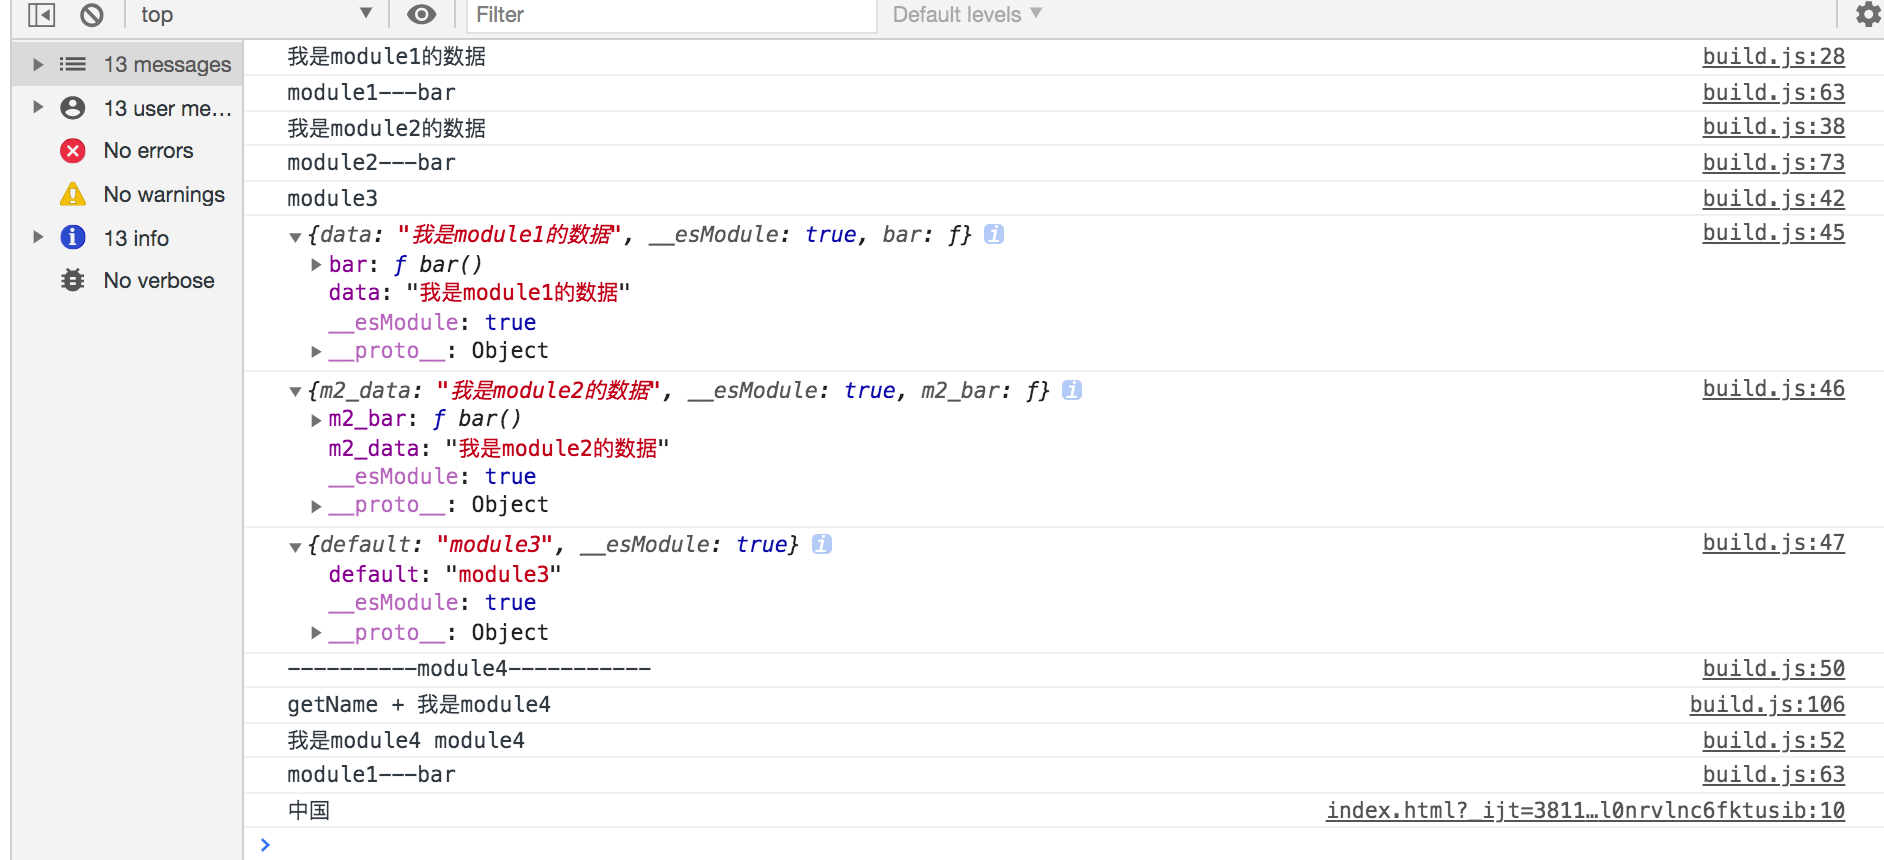 top Filter Default levels
13 messages
13 user me...
No errors
No warnings
13 info
No verbose
我是module1的数据 build.js:28
module1---bar build.js:63
我是module2的数据 build.js:38
module2---bar build.js:73
module3 build.js:42
{data: "我是module1的数据", __esModule: true, bar: ƒ} i build.js:45
bar: ƒ bar()
data: "我是module1的数据"
__esModule: true
__proto__: Object
{m2_data: "我是module2的数据", __esModule: true, m2_bar: ƒ} i build.js:46
m2_bar: ƒ bar()
m2_data: "我是module2的数据"
__esModule: true
__proto__: Object
{default: "module3", __esModule: true} i build.js:47
default: "module3"
__esModule: true
__proto__: Object
----------module4----------- build.js:50
getName + 我是module4 build.js:106
我是module4 module4 build.js:52
module1---bar build.js:63
中国 index.html?_ijt=3811…l0nrvlnc6fktusib:10